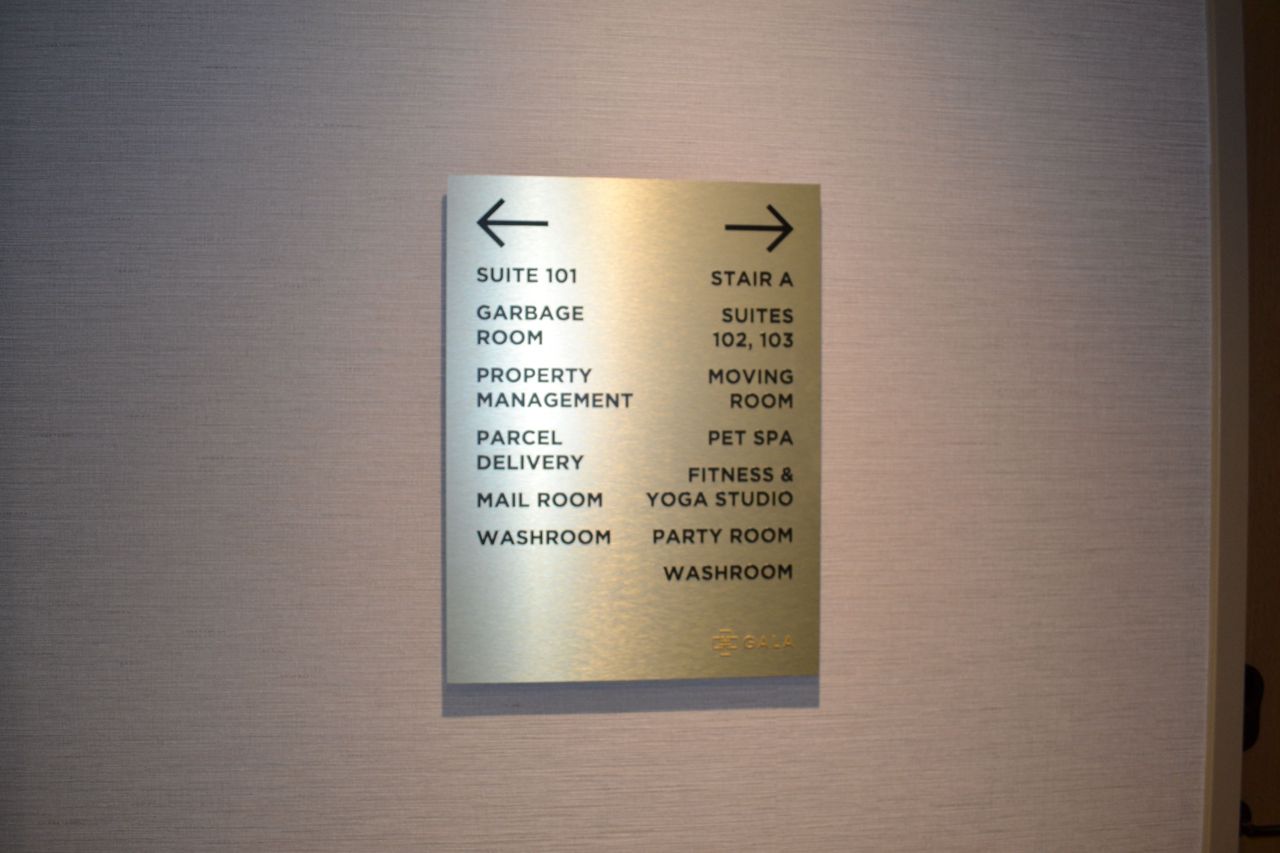 SUITE 101
GARBAGE
ROOM
PROPERTY
MANAGEMENT
PARCEL
DELIVERY
MAIL ROOM
WASHROOM
STAIR A
SUITES
102, 103
MOVING
ROOM
PET SPA
FITNESS &
YOGA STUDIO
PARTY ROOM
WASHROOM
GALA